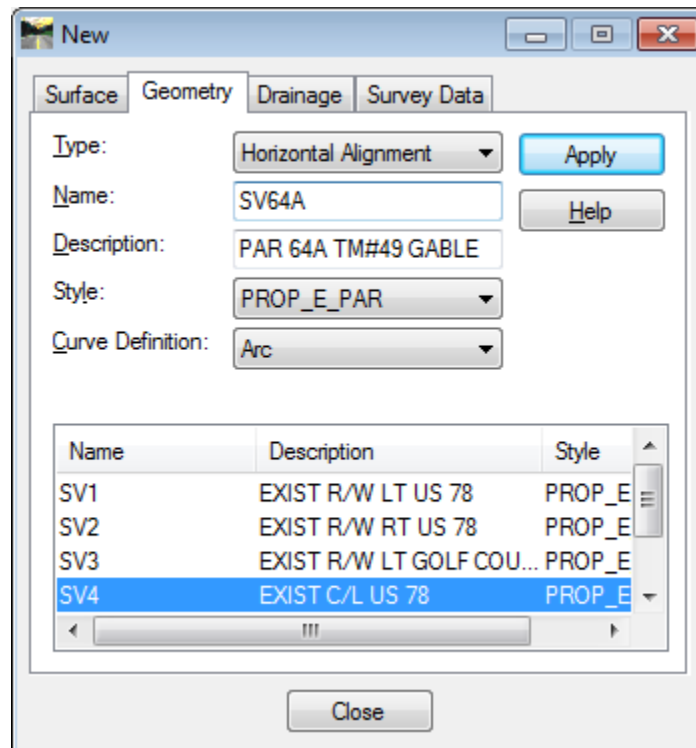 New
Surface Geometry Drainage Survey Data
Type: Horizontal Alignment Apply
Name: SV64A Help
Description: PAR 64A TM#49 GABLE
Style: PROP_E_PAR
Curve Definition: Arc
Name Description Style
SV1 EXIST R/W LT US 78 PROP_E
SV2 EXIST R/W RT US 78 PROP_E
SV3 EXIST R/W LT GOLF COU... PROP_E
SV4 EXIST C/L US 78 PROP_E
Close